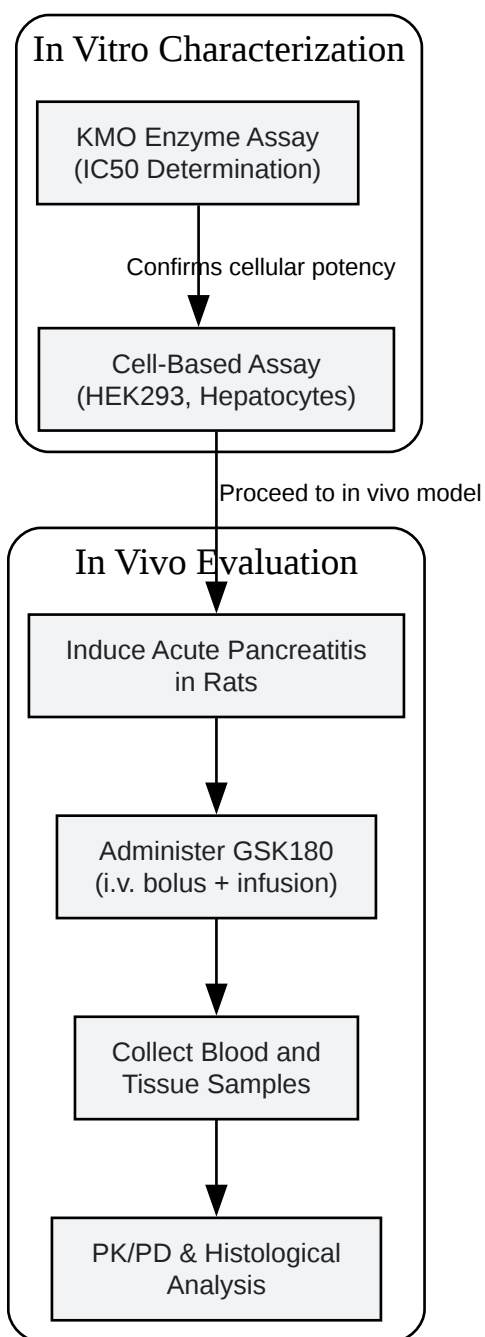 In Vitro Characterization
KMO Enzyme Assay
(IC50 Determination)
Confirms cellular potency
Cell-Based Assay
(HEK293, Hepatocytes)
Proceed to in vivo model
In Vivo Evaluation
Induce Acute Pancreatitis
in Rats
Administer GSK180
(i.v. bolus + infusion)
Collect Blood and
Tissue Samples
PK/PD & Histological
Analysis